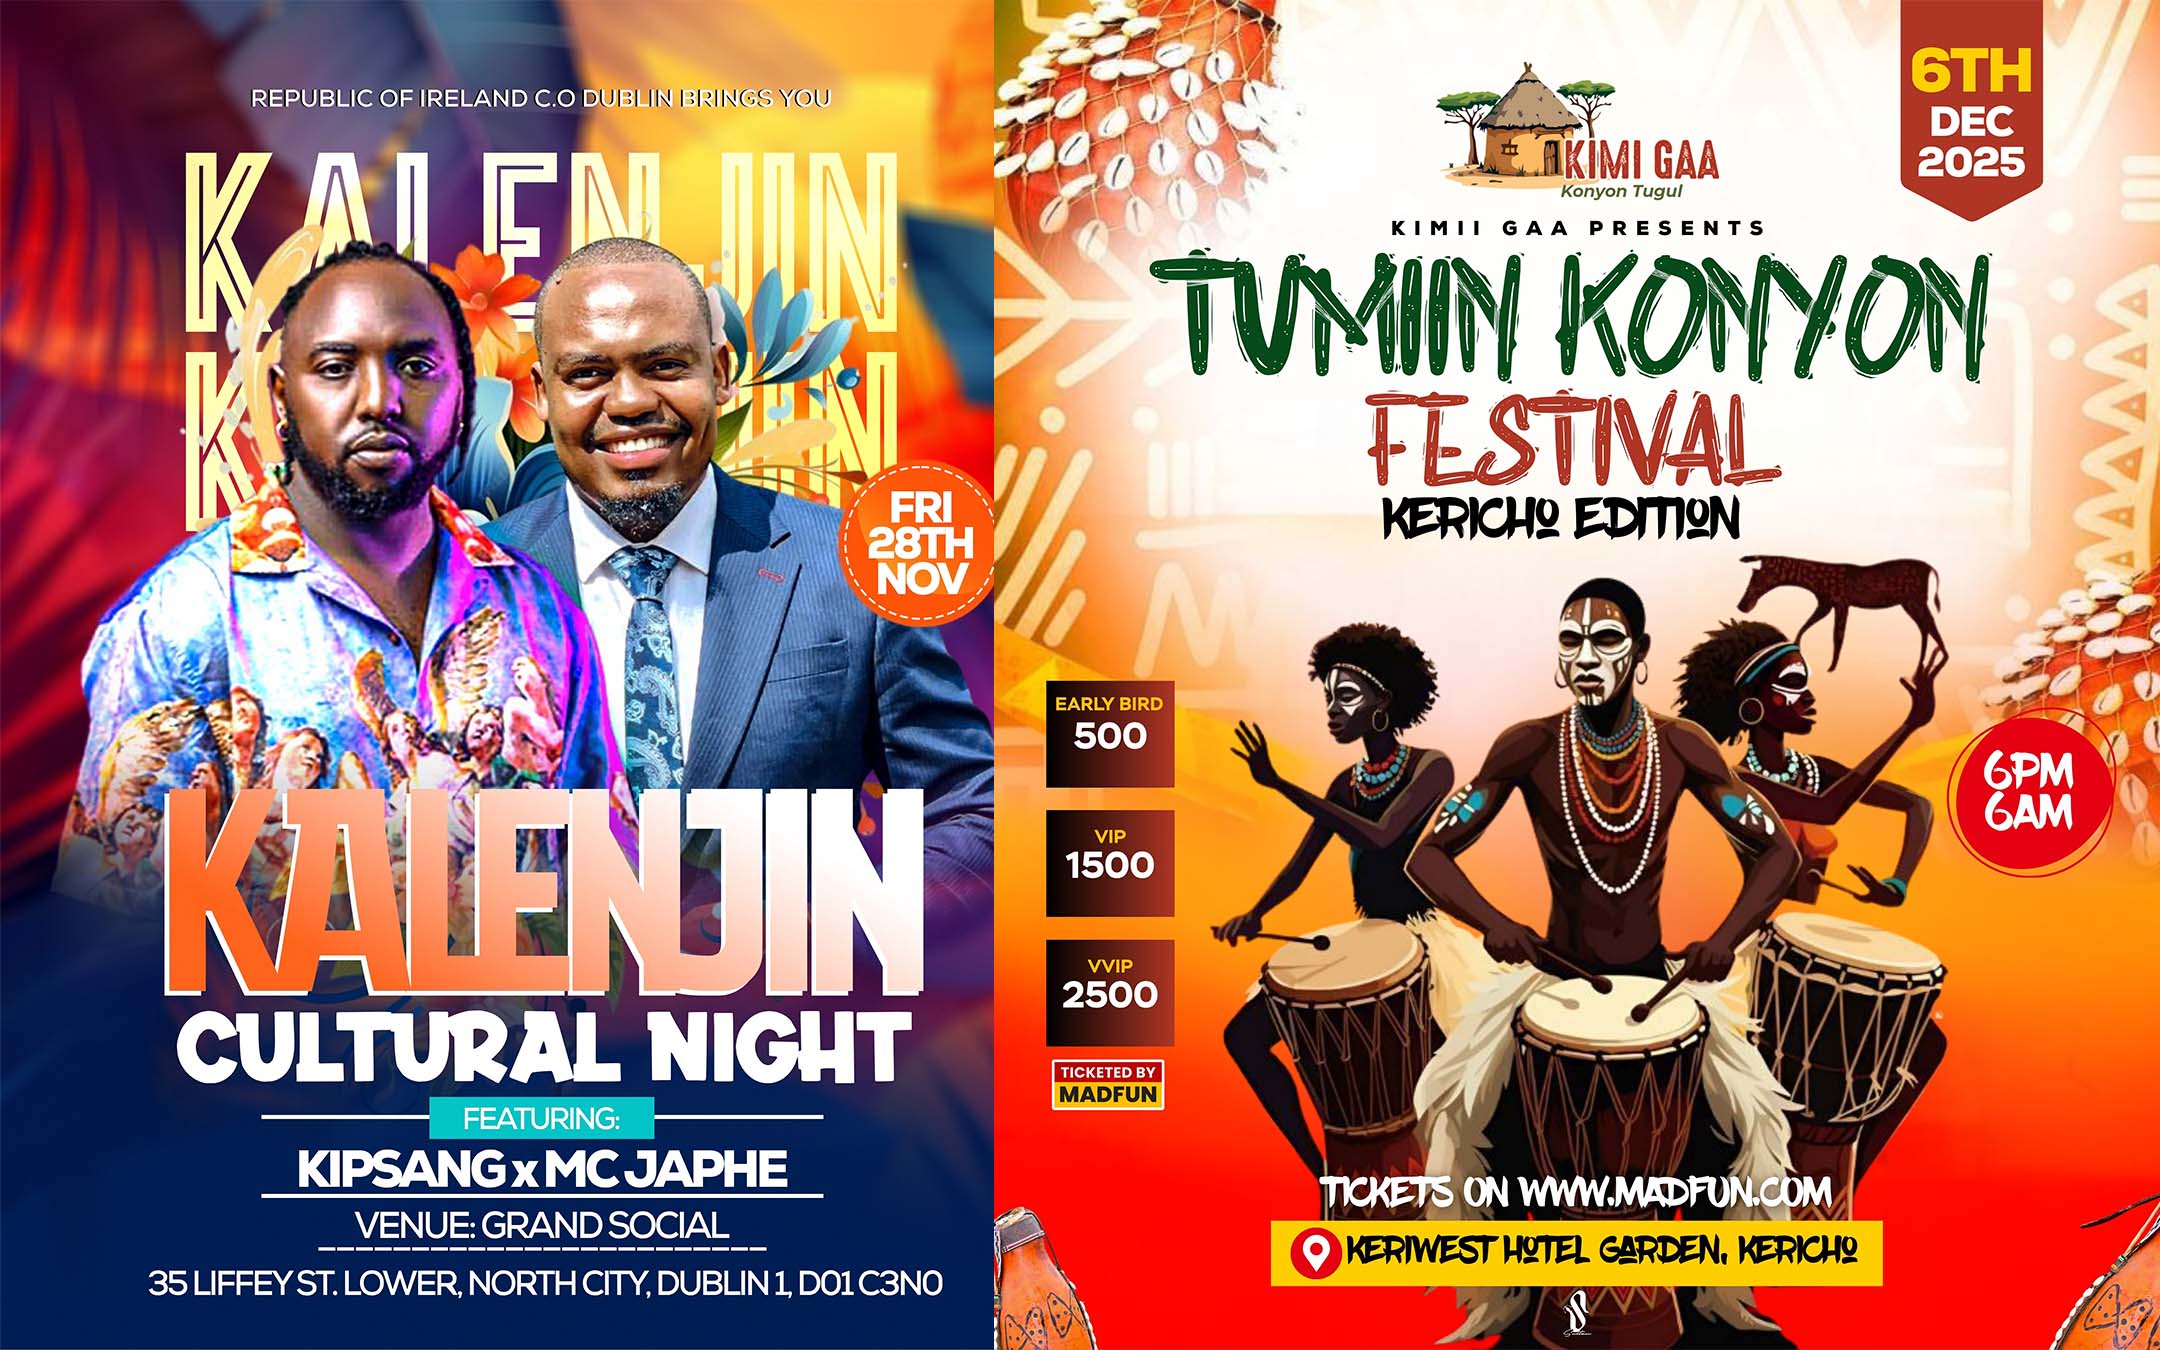 REPUBLIC OF IRELAND C.O DUBLIN BRINGS YOU
KALENJIN
FRI
28TH
NOV
KALENJIN
CULTURAL NIGHT
FEATURING:
KIPSANG x MC JAPHE
VENUE: GRAND SOCIAL
35 LIFFEY ST. LOWER, NORTH CITY, DUBLIN 1, D01 C3N0
6TH
DEC
2025
KIMI GAA
Konyon Tugul
KIMII GAA PRESENTS
TUMIIN KONYON
FESTIVAL
KERICHO EDITION
EARLY BIRD
500
VIP
1500
VVIP
2500
TICKETED BY
MADFUN
6PM
6AM
TICKETS ON WWW.MADFUN.COM
KERIWEST HOTEL GARDEN, KERICHO